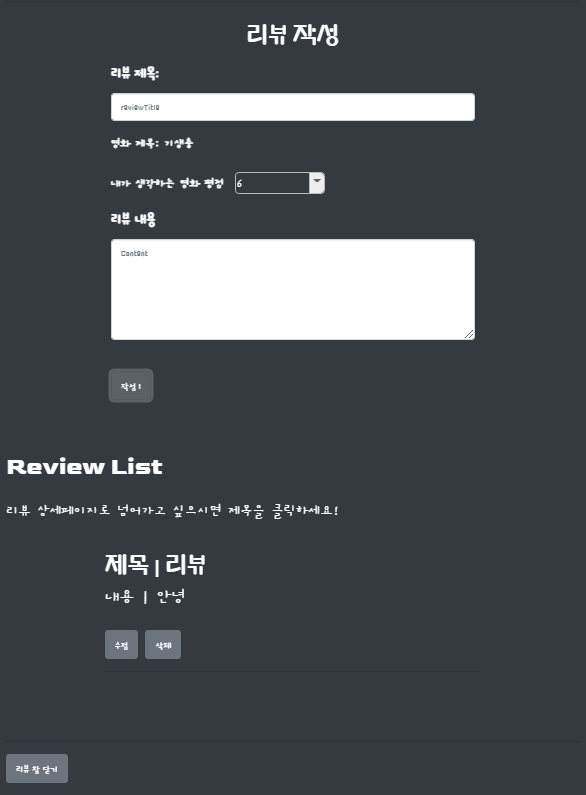 리뷰 작성
리뷰 제목:
reviewTitle
영화 제목: 기생충
내가 생각하는 영화 평점 6
리뷰 내용
Content
작성!
Review List
리뷰 상세페이지로 넘어가고 싶으시면 제목을 클릭하세요!
제목 | 리뷰
내용 | 안녕
수정 삭제
리뷰 창 닫기